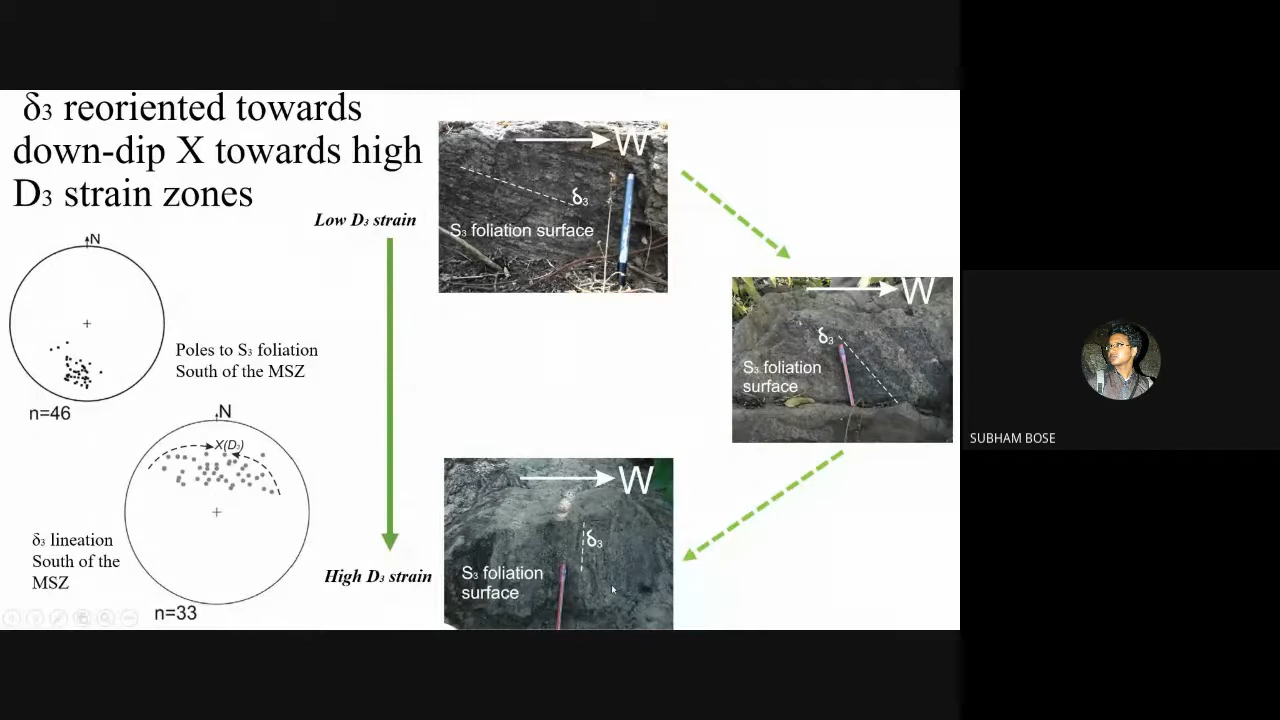 δ₃ reoriented towards
down-dip X towards high
D₃ strain zones
Low D₃ strain
N
Poles to S₃ foliation
South of the MSZ
n=46
N
X(D₃)
δ₃ lineation
South of the
MSZ
n=33
High D₃ strain
W
δ₃
S₃ foliation surface
W
δ₃
S₃ foliation
surface
W
δ₃
S₃ foliation
surface
SUBHAM BOSE